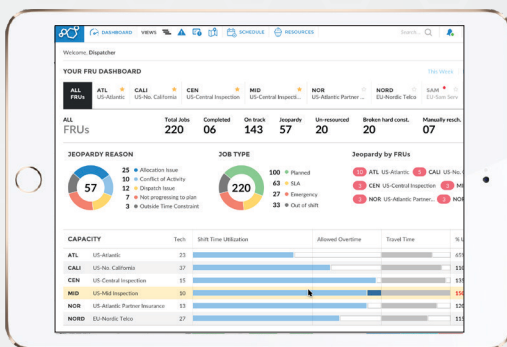 DASHBOARD VIEWS SCHEDULE RESOURCES Search...
Welcome, Dispatcher
YOUR FRU DASHBOARD This Week
ALL FRUs
ATL US-Atlantic
CALI US-No. California
CEN US-Central Inspection
MID US-Central Inspecti...
NOR US-Atlantic Partner ...
NORD EU-Nordic Telco
SAM EU-Sam Serv
ALL FRUs
Total Jobs 220
Completed 06
On track 143
Jeopardy 57
Un-resourced 20
Broken hard const. 20
Manually resch. 07
JEOPARDY REASON
57
25 Allocation Issue
10 Conflict of Activity
12 Dispatch Issue
7 Not progressing to plan
3 Outside Time Constraint
JOB TYPE
220
100 Planned
63 SLA
27 Emergency
33 Out of shift
Jeopardy by FRUs
10 ATL US-Atlantic CALI US-No.
3 CEN US-Central Inspection
NOR US-Atlantic Partner...
CAPACITY Tech Shift Time Utilization Allowed Overtime Travel Time
ATL US-Atlantic 23
CALI US-No. California 37
CEN US-Central Inspection 15
MID US-Mid Inspection 10
NOR US-Atlantic Partner Insurance 13
NORD EU-Nordic Telco 27